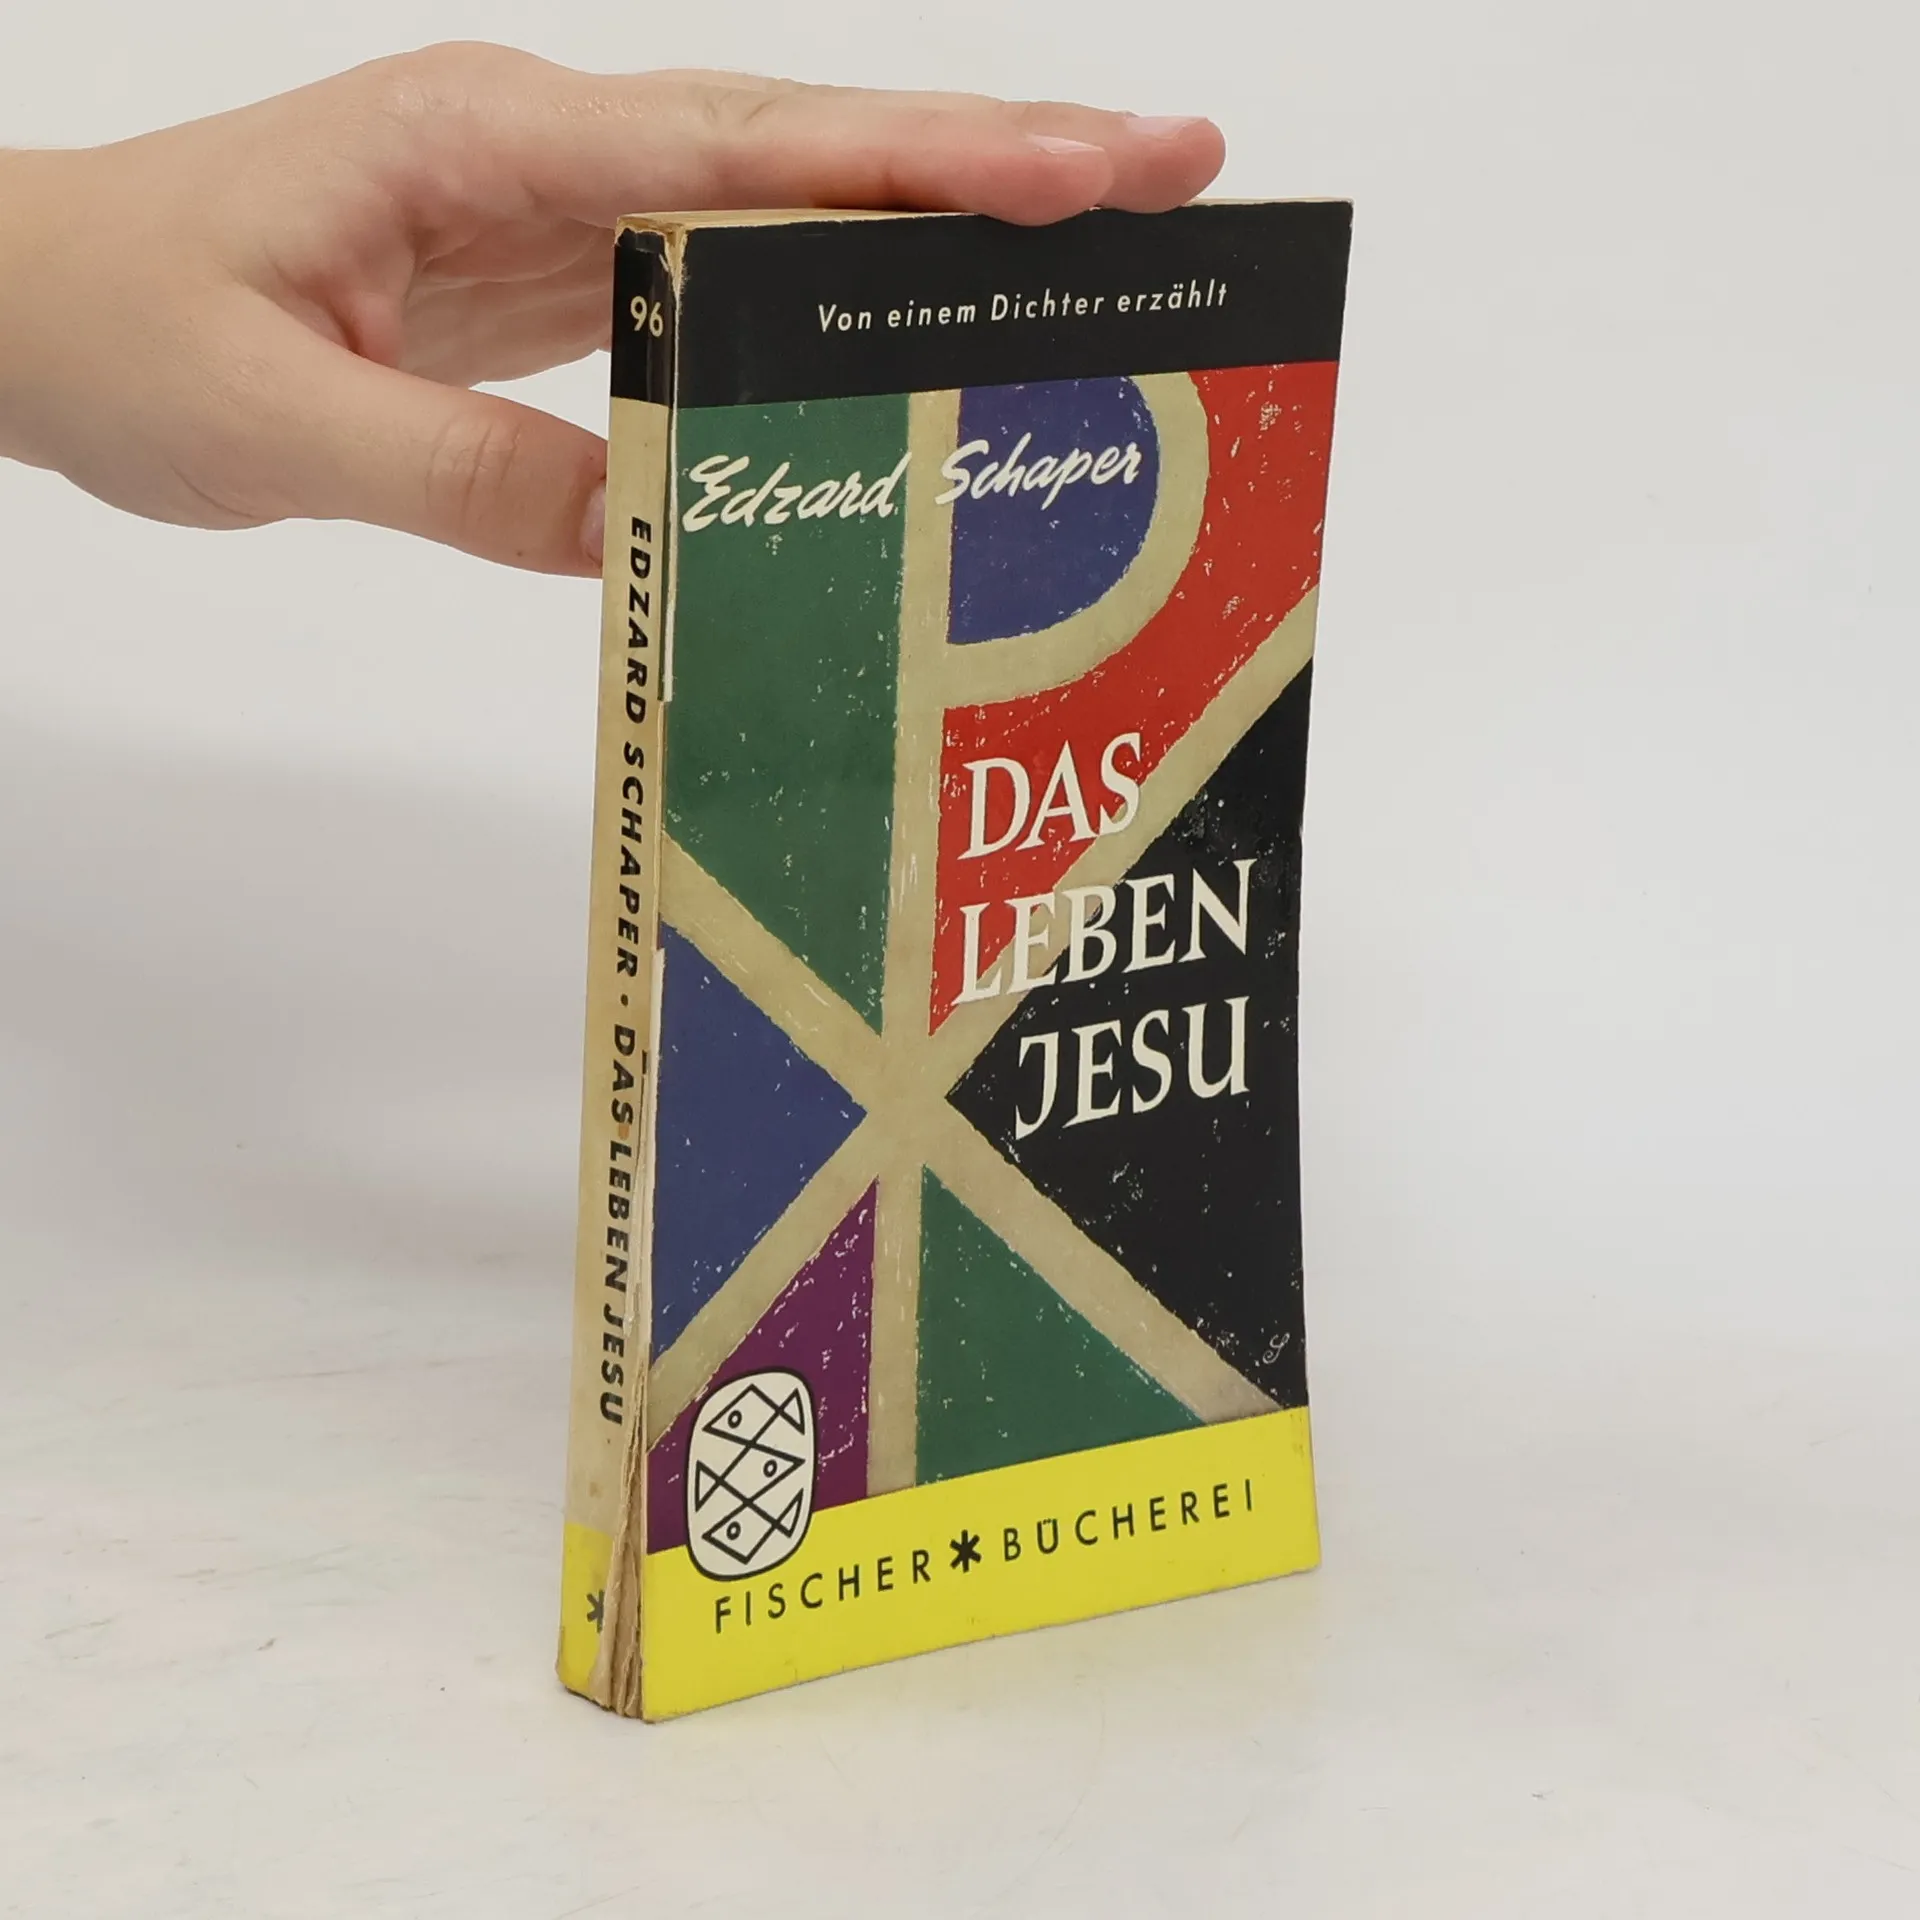 96
EDZARD SCHAPER · DAS LEBEN JESU
*
Von einem Dichter erzählt
Edzard Schaper
DAS
LEBEN
JESU
FISCHER * BÜCHEREI